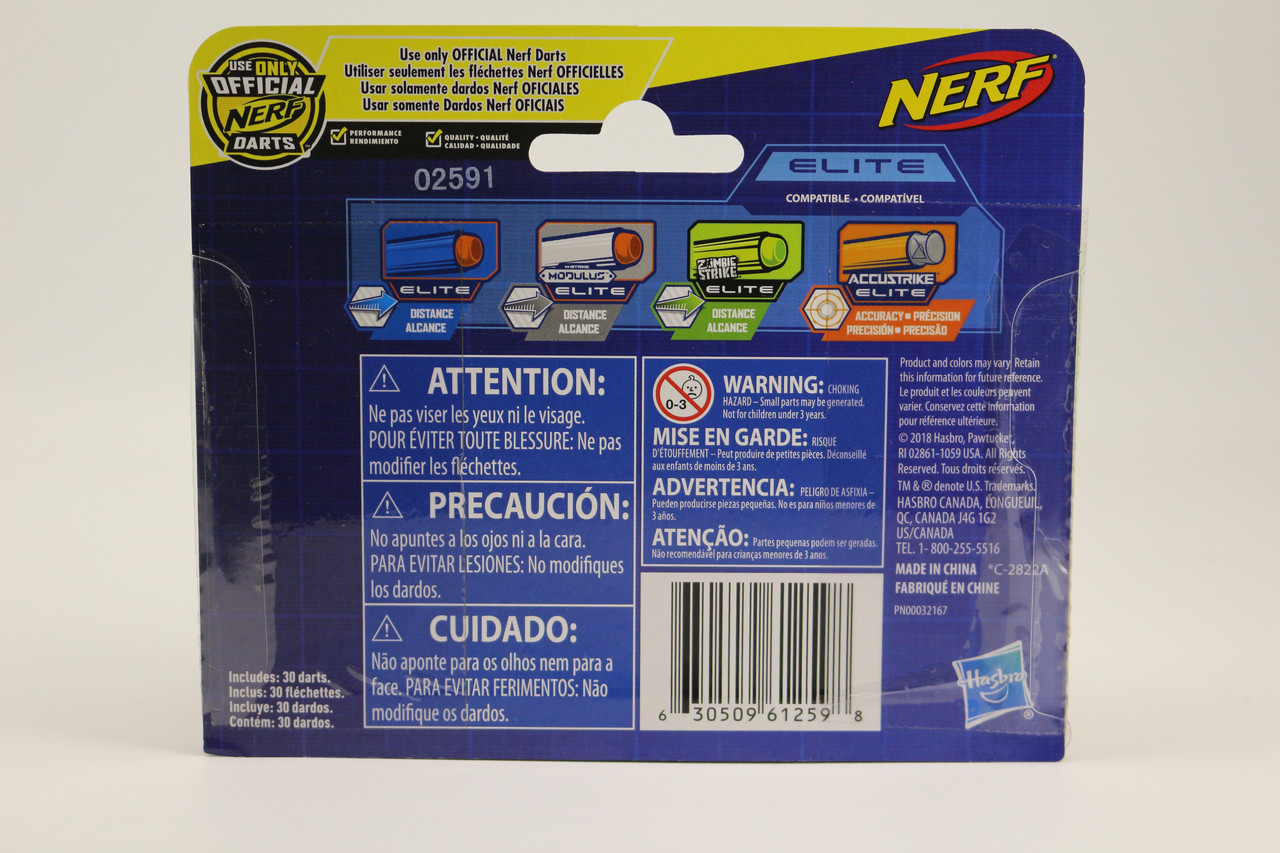 USE ONLY
OFFICIAL
NERF
DARTS
Use only OFFICIAL Nerf Darts
Utiliser seulement les fléchettes Nerf OFFICIELLES
Usar solamente dardos Nerf OFICIALES
Usar somente Dardos Nerf OFICIAIS
PERFORMANCE
RENDIMIENTO
QUALITY • QUALITÉ
CALIDAD • QUALIDADE
NERF®
02591
ELITE
COMPATIBLE • COMPATÍVEL
ELITE
DISTANCE
ALCANCE
N-STRIKE
MODULUS
ELITE
DISTANCE
ALCANCE
ZOMBIE
STRIKE
ELITE
DISTANCE
ALCANCE
ACCUSTRIKE
ELITE
ACCURACY • PRÉCISION
PRECISIÓN • PRECISÃO
ATTENTION:
Ne pas viser les yeux ni le visage.
POUR ÉVITER TOUTE BLESSURE: Ne pas
modifier les fléchettes.
PRECAUCIÓN:
No apuntes a los ojos ni a la cara.
PARA EVITAR LESIONES: No modifiques
los dardos.
CUIDADO:
Não aponte para os olhos nem para a
face. PARA EVITAR FERIMENTOS: Não
modifique os dardos.
0-3
WARNING: CHOKING
HAZARD – Small parts may be generated.
Not for children under 3 years.
MISE EN GARDE: RISQUE
D'ÉTOUFFEMENT – Peut produire de petites pièces. Déconseillé
aux enfants de moins de 3 ans.
ADVERTENCIA: PELIGRO DE ASFIXIA –
Pueden producirse piezas pequeñas. No es para niños menores de
3 años.
ATENÇÃO: Partes pequenas podem ser geradas.
Não recomendável para crianças menores de 3 anos.
Product and colors may vary. Retain
this information for future reference.
Le produit et les couleurs peuvent
varier. Conservez cette information
pour référence ultérieure.
© 2018 Hasbro, Pawtucket,
RI 02861-1059 USA. All Rights
Reserved. Tous droits réservés.
TM & ® denote U.S. Trademarks.
HASBRO CANADA, LONGUEUIL,
QC, CANADA J4G 1G2
US/CANADA
TEL. 1- 800-255-5516
MADE IN CHINA *C-2822A
FABRIQUÉ EN CHINE
PN00032167
Includes: 30 darts.
Inclus: 30 fléchettes.
Incluye: 30 dardos.
Contém: 30 dardos.
6 30509 61259 8
Hasbro
®